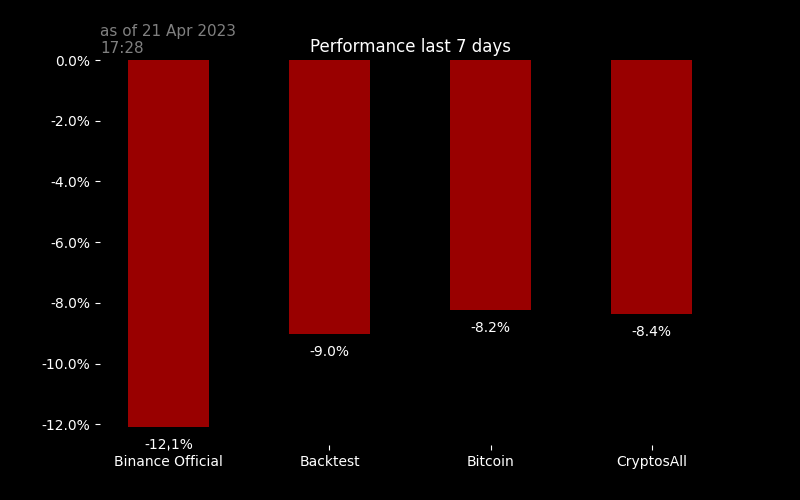 as of 21 Apr 2023
17:28
Performance last 7 days
0.0%
-2.0%
-4.0%
-6.0%
-8.0%
-10.0%
-12.0%
-12.1%
-9.0%
-8.2%
-8.4%
Binance Official
Backtest
Bitcoin
CryptosAll